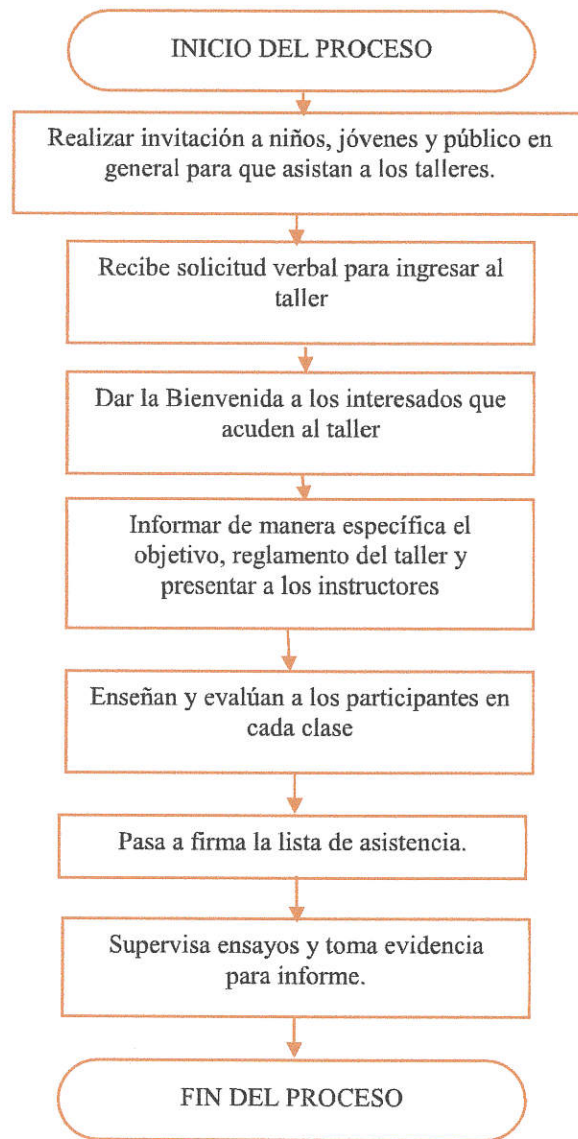 INICIO DEL PROCESO
Realizar invitación a niños, jóvenes y público en
general para que asistan a los talleres.
Recibe solicitud verbal para ingresar al
taller
Dar la Bienvenida a los interesados que
acuden al taller
Informar de manera específica el
objetivo, reglamento del taller y
presentar a los instructores
Enseñan y evalúan a los participantes en
cada clase
Pasa a firma la lista de asistencia.
Supervisa ensayos y toma evidencia
para informe.
FIN DEL PROCESO